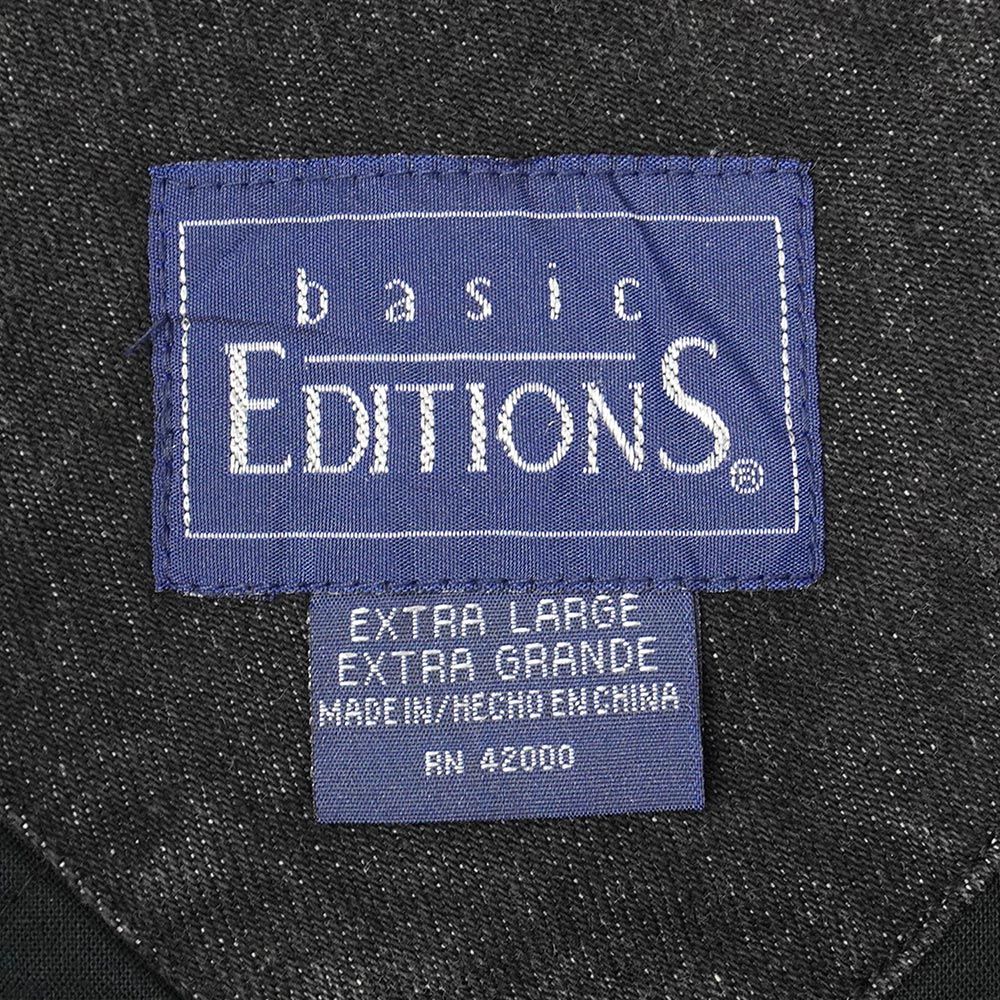 basic
EDITIONS®
EXTRA LARGE
EXTRA GRANDE
MADE IN/HECHO EN CHINA
RN 42000